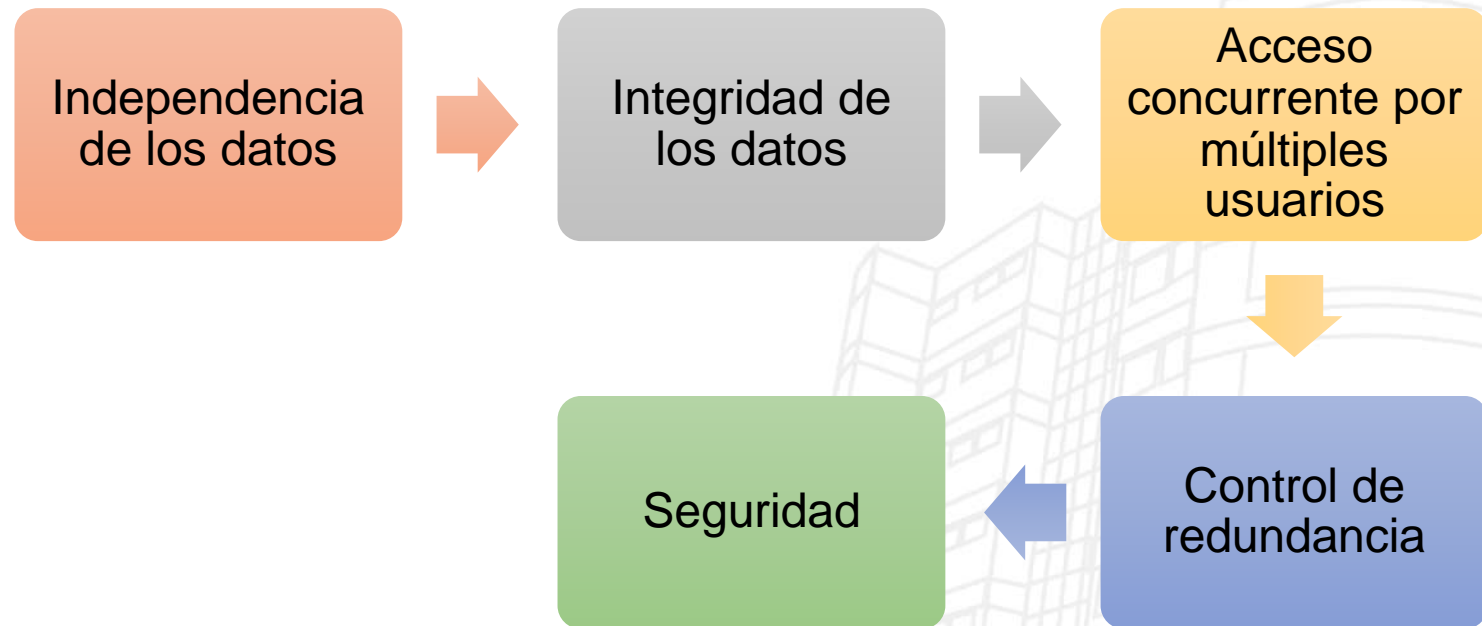 Independencia
de los datos
Integridad de
los datos
Acceso
concurrente por
múltiples
usuarios
Control de
redundancia
Seguridad